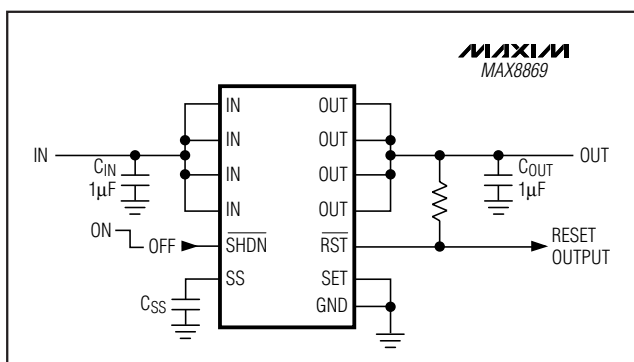 MAXIM
MAX8869
IN OUT
IN OUT
IN CIN 1µF IN OUT COUT 1µF OUT
IN OUT
ON OFF SHDN RST RESET OUTPUT
SS SET
CSS GND